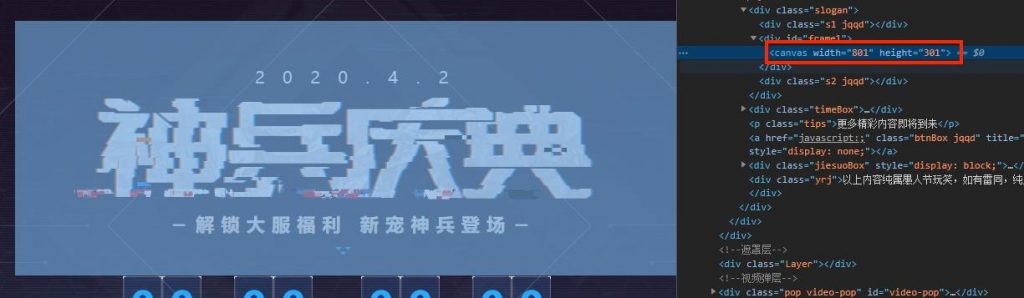 2020.4.2
神兵庆典
解锁大服福利 新宠神兵登场
<div class="slogan">
<div class="s1 jqqd"></div>
<div id="frame1">
<canvas width="801" height="301"> == $0
</div>
<div class="s2 jqqd"></div>
</div>
<div class="timeBox">…</div>
<p class="tips">更多精彩内容即将到来</p>
<a href="javascript:;" class="btnBox jqqd" title="
style="display: none;"></a>
<div class="jiesuoBox" style="display: block;">…</
<div class="yrj">以上内容纯属愚人节玩笑,如有雷同,纯
</div>
</div>
</div>
<!--遮罩层-->
<div class="Layer"></div>
<!--视频弹层-->
<div class="pop video-pop" id="video-pop">…</div>